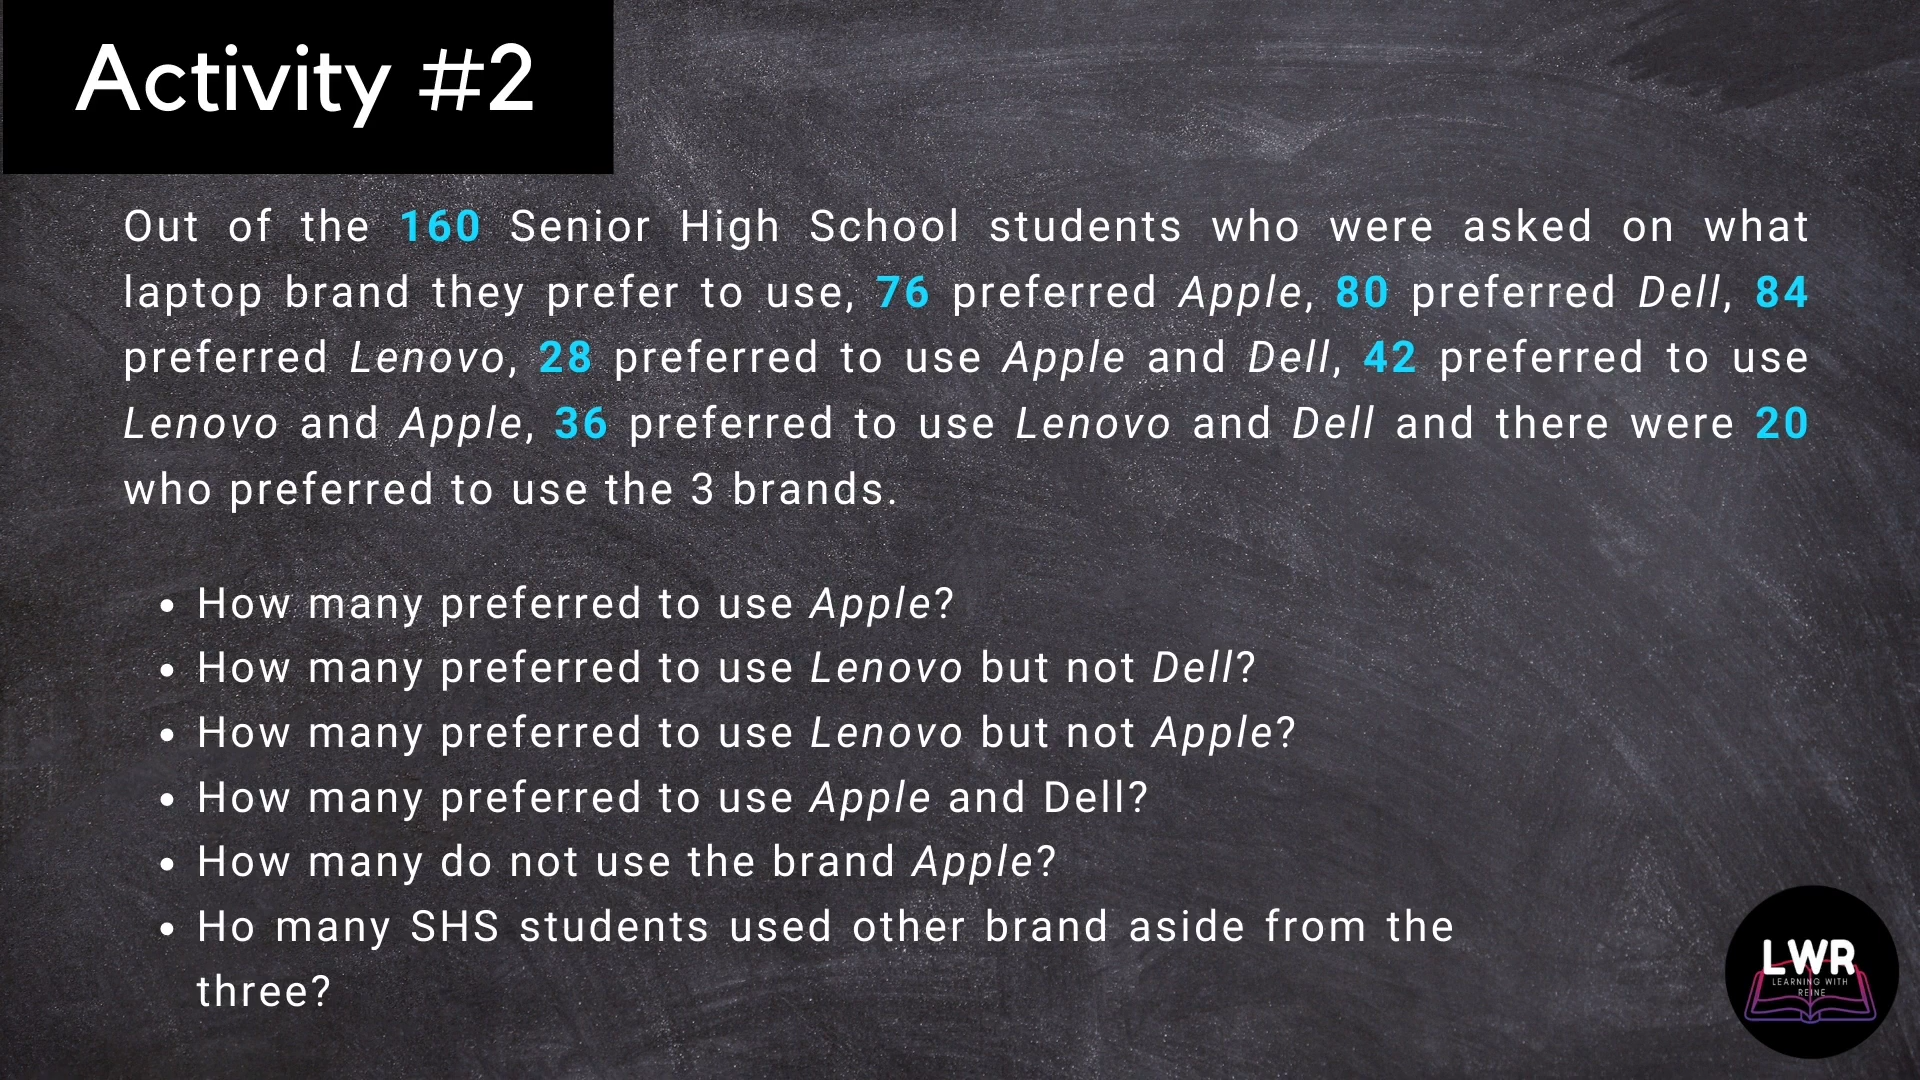 Activity #2
Out of the 160 Senior High School students who were asked on what
laptop brand they prefer to use, 76 preferred Apple, 80 preferred Dell, 84
preferred Lenovo, 28 preferred to use Apple and Dell, 42 preferred to use
Lenovo and Apple, 36 preferred to use Lenovo and Dell and there were 20
who preferred to use the 3 brands.
• How many preferred to use Apple?
• How many preferred to use Lenovo but not Dell?
• How many preferred to use Lenovo but not Apple?
• How many preferred to use Apple and Dell?
• How many do not use the brand Apple?
• Ho many SHS students used other brand aside from the
three?
LWR
LEARNING WITH
REINE